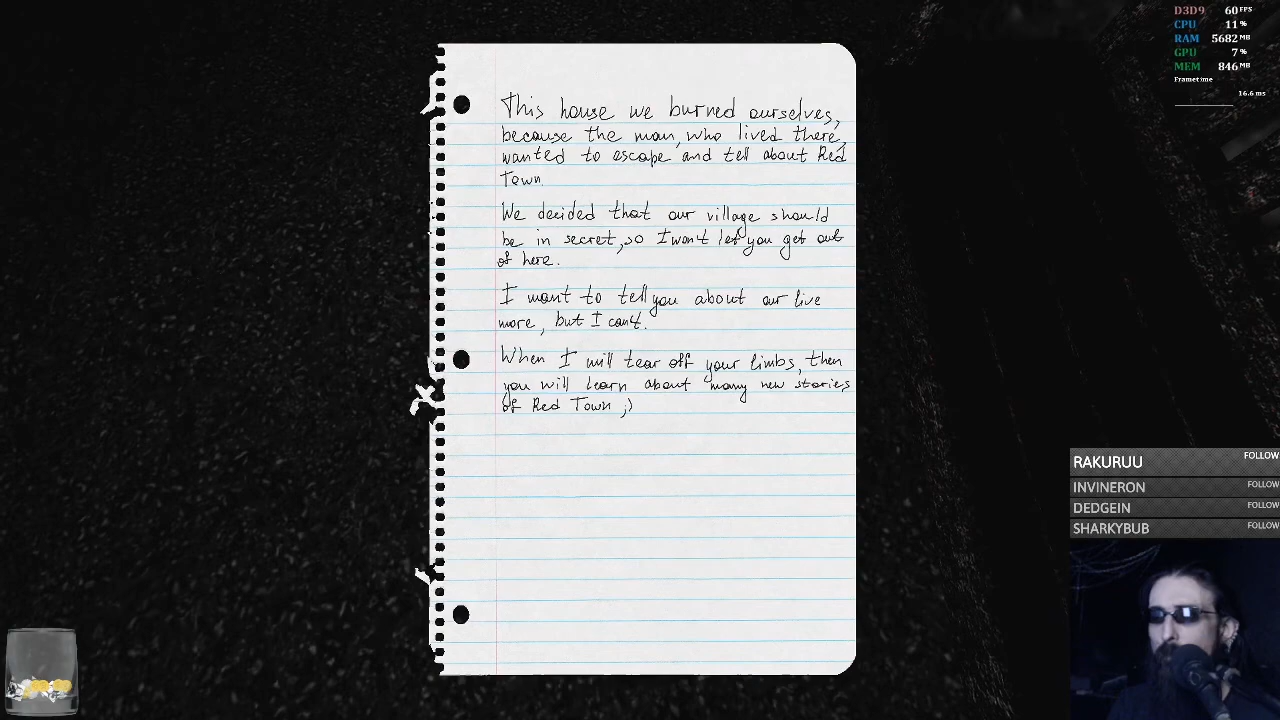 D3D9 60 FPS
CPU 11 %
RAM 5682 MB
GPU 7 %
MEM 846 MB
Frametime
16.6 ms
This house we burned ourselves,
because the man, who lived there,
wanted to escape and tell about Red
Town.
We decided that our village should
be in secret, so I won't let you get out
of here.
I want to tell you about our live
more, but I can't.
When I will tear off your limbs, then
you will learn about many new stories
of Red Town ;)
RAKURUU FOLLOW
INVINERON FOLLOW
DEDGEIN FOLLOW
SHARKYBUB FOLLOW